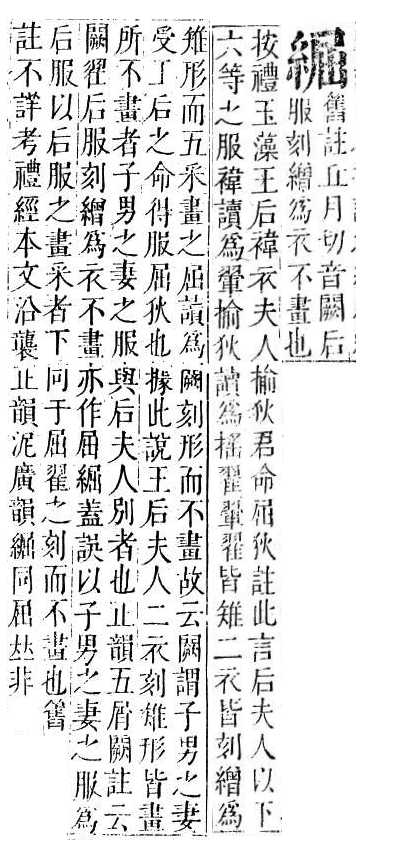 舊註丘月切音闕后
服刻繒爲衣不畫也
按禮玉藻王后褘衣夫人揄狄君命屈狄註此言后夫人以下
六等之服褘讀爲翬揄狄讀爲揺翟翬翟皆雉二衣皆刻繒爲
雉形而五采畫之屈讀爲闕刻形而不畫故云闕謂子男之妻
受王后之命得服屈狄也據此說王后夫人二衣刻雉形皆畫
所不畫者子男之妻之服與后夫人別者也正韻五屑闕註云
闕翟后服刻繒爲衣不畫亦作屈蓋誤以子男之妻之服爲
后服以后服之畫采者下同于屈翟之刻而不畫也舊
註不詳考禮經本文沿襲正韻泥廣韻同屈𠀤非